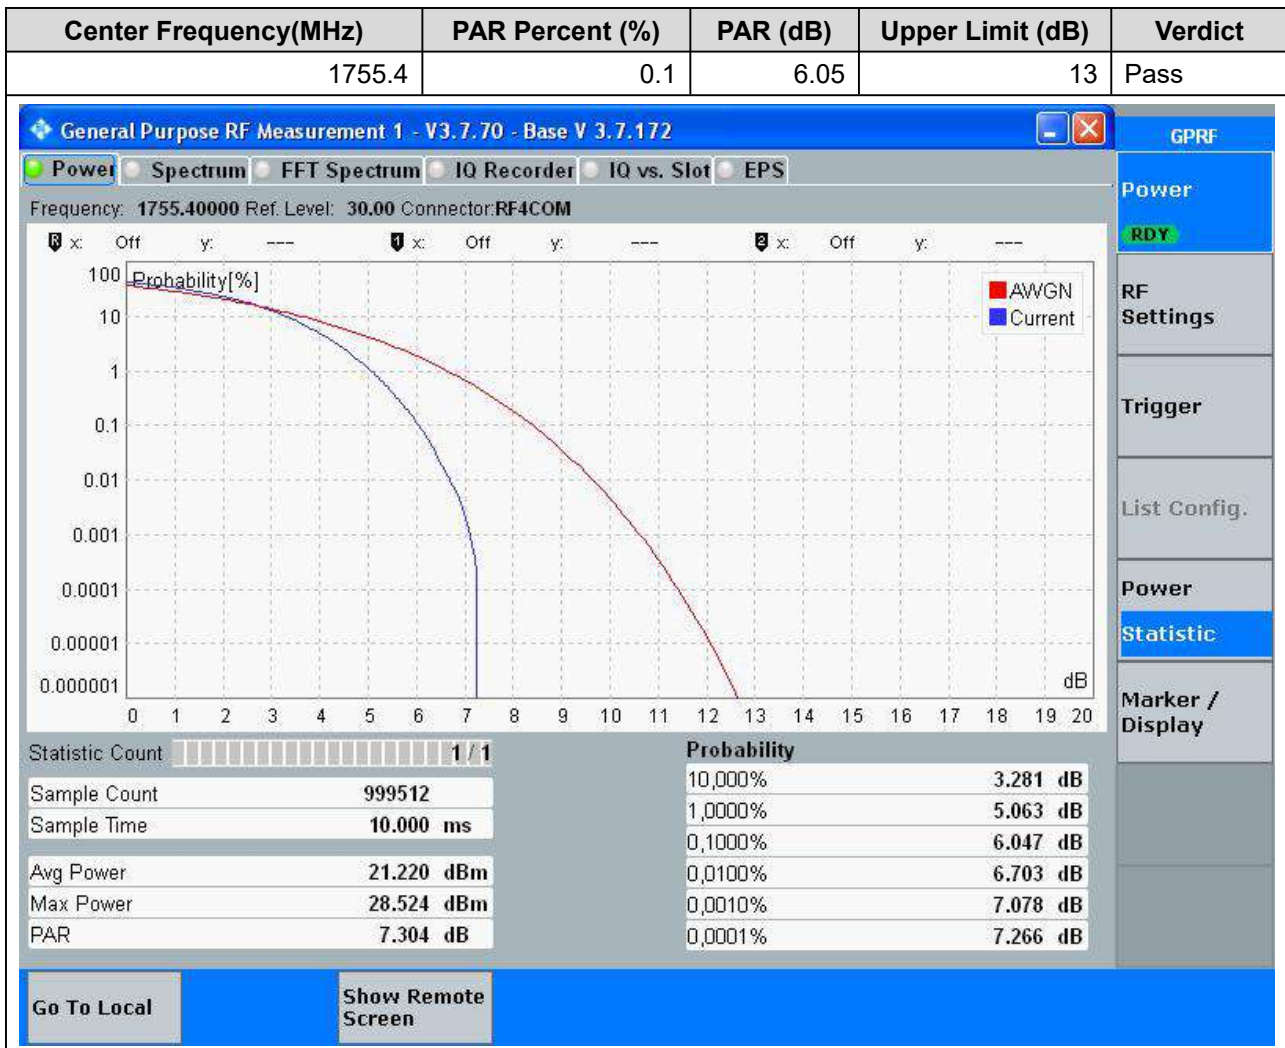 Center Frequency(MHz) PAR Percent (%) PAR (dB) Upper Limit (dB) Verdict
1755.4 0.1 6.05 13 Pass
General Purpose RF Measurement 1 - V3.7.70 - Base V 3.7.172
GPRF
Power Spectrum FFT Spectrum IQ Recorder IQ vs. Slot EPS
Power
RDY
Frequency: 1755.40000 Ref. Level: 30.00 Connector:RF4COM
R x: Off y: --- 1 x: Off y: --- 2 x: Off y: ---
Probability[%]
AWGN
Current
100
10
1
0.1
0.01
0.001
0.0001
0.00001
0.000001
dB
0 1 2 3 4 5 6 7 8 9 10 11 12 13 14 15 16 17 18 19 20
RF
Settings
Trigger
List Config.
Power
Statistic
Marker /
Display
Statistic Count 1 / 1
Sample Count 999512
Sample Time 10.000 ms
Avg Power 21.220 dBm
Max Power 28.524 dBm
PAR 7.304 dB
Probability
10,000% 3.281 dB
1,0000% 5.063 dB
0,1000% 6.047 dB
0,0100% 6.703 dB
0,0010% 7.078 dB
0,0001% 7.266 dB
Go To Local
Show Remote
Screen